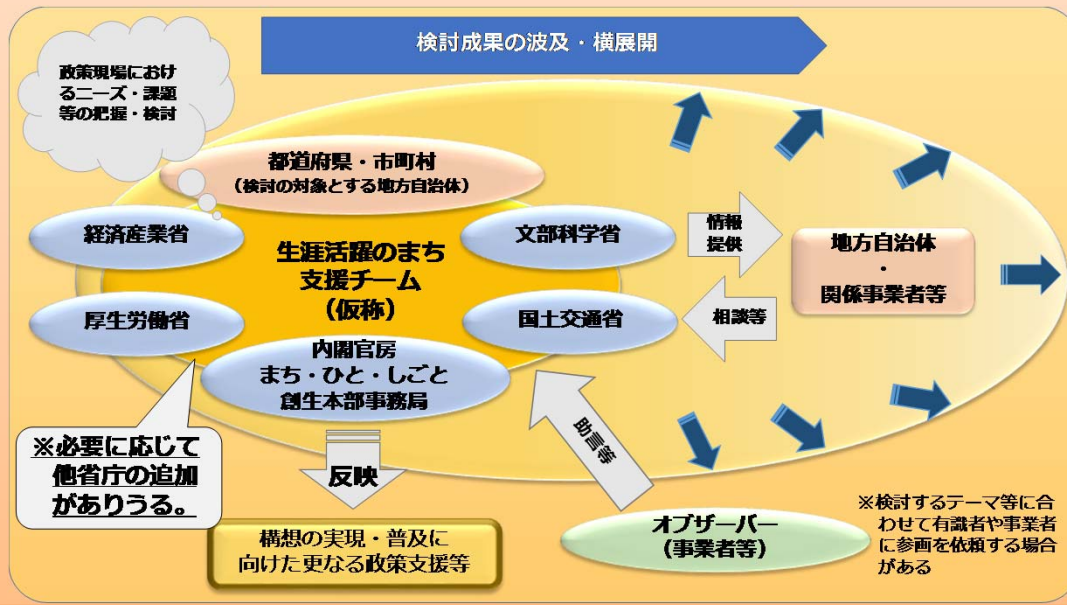 検討成果の波及・横展開
政策現場におけ
るニーズ・課題
等の把握・検討
都道府県・市町村
（検討の対象とする地方自治体）
経済産業省
文部科学省
生涯活躍のまち
支援チーム
（仮称）
厚生労働省
国土交通省
内閣官房
まち・ひと・しごと
創生本部事務局
情報
提供
相談等
地方自治体
・
関係事業者等
※必要に応じて
他省庁の追加
がありうる。
反映
助言等
構想の実現・普及に
向けた更なる政策支援等
オブザーバー
（事業者等）
※検討するテーマ等に合
わせて有識者や事業者
に参画を依頼する場合
がある